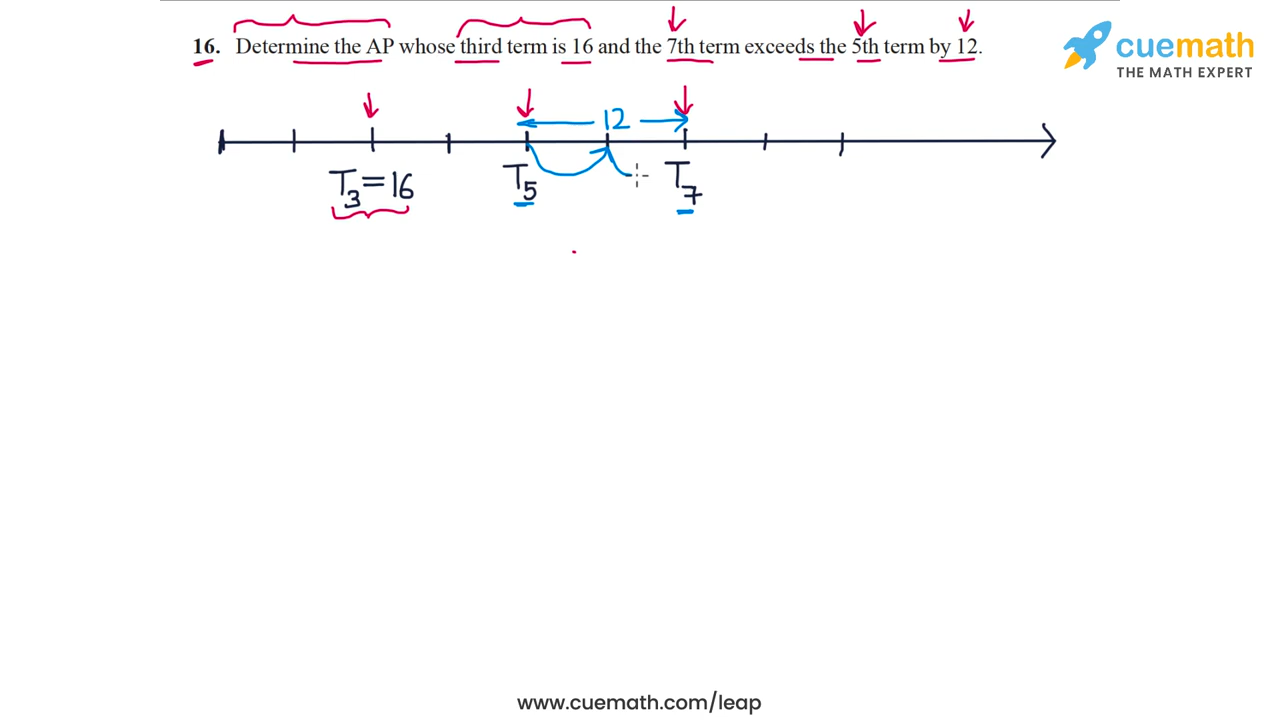 16. Determine the AP whose third term is 16 and the 7th term exceeds the 5th term by 12.
cuemath
THE MATH EXPERT
12
T3=16 T5 T7
www.cuemath.com/leap